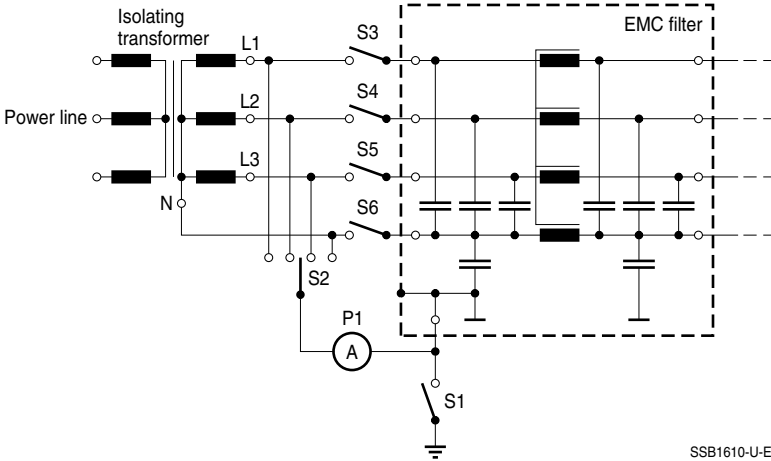 Isolating
transformer
EMC filter
S3
L1
S4
L2
Power line
S5
L3
S6
N
S2
P1
A
S1
SSB1610-U-E